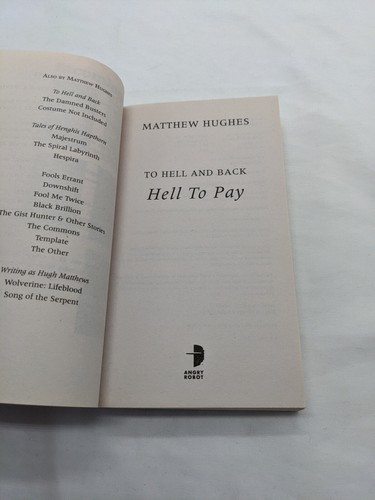 ALSO BY MATTHEW HUGHES
To Hell and Back
The Damned Busters
Costume Not Included
Tales of Henghis Hapthorn
Majestrum
The Spiral Labyrinth
Hespira
Fools Errant
Downshift
Fool Me Twice
Black Brillion
The Gist Hunter & Other Stories
The Commons
Template
The Other
Writing as Hugh Matthews
Wolverine: Lifeblood
Song of the Serpent
MATTHEW HUGHES
TO HELL AND BACK
Hell To Pay
ANGRY
ROBOT